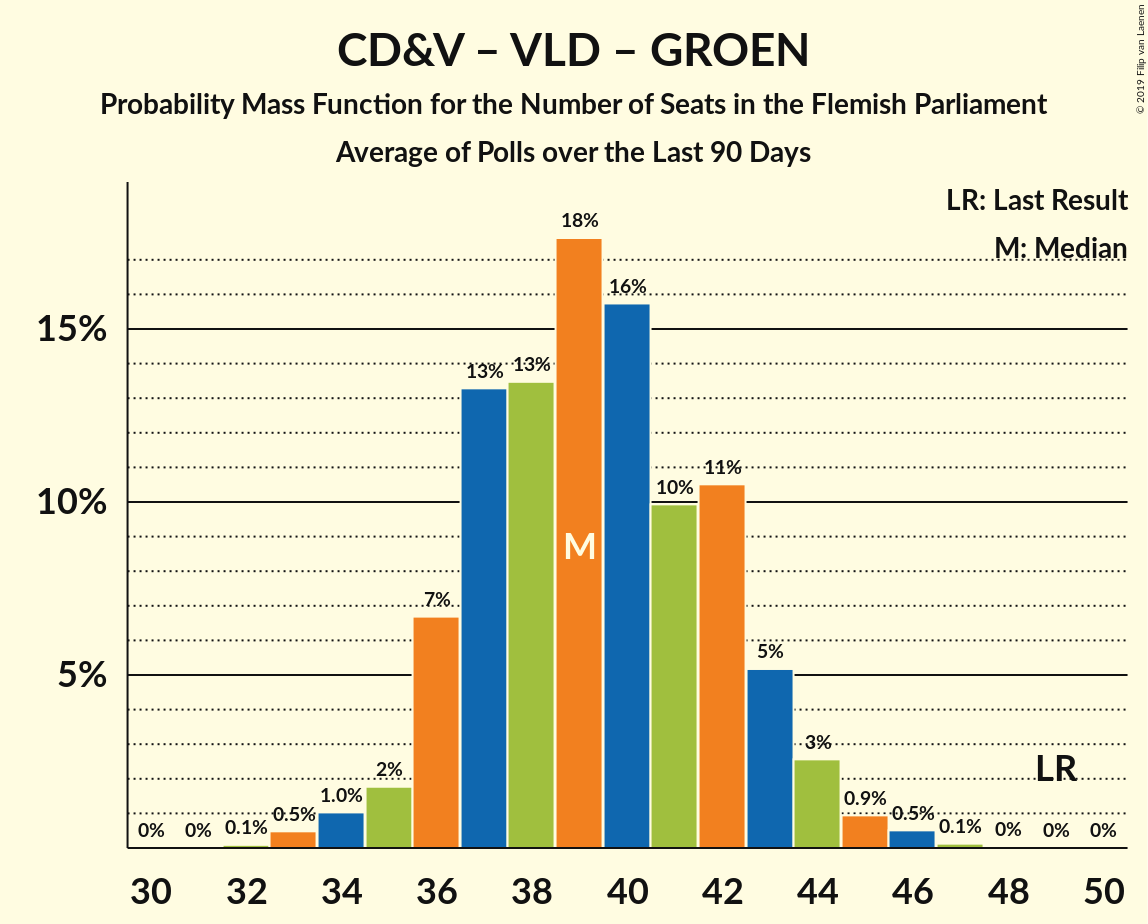 CD&V – VLD – GROEN
Probability Mass Function for the Number of Seats in the Flemish Parliament
Average of Polls over the Last 90 Days
© 2019 Filip van Laenen
LR: Last Result
M: Median
18%
16%
15%
13% 13%
11%
10%
10%
M
7%
5%
5%
3%
LR
2%
1.0%
0.9%
0.5%
0.5%
0% 0% 0.1%
0.1% 0% 0% 0%
30 32 34 36 38 40 42 44 46 48 50